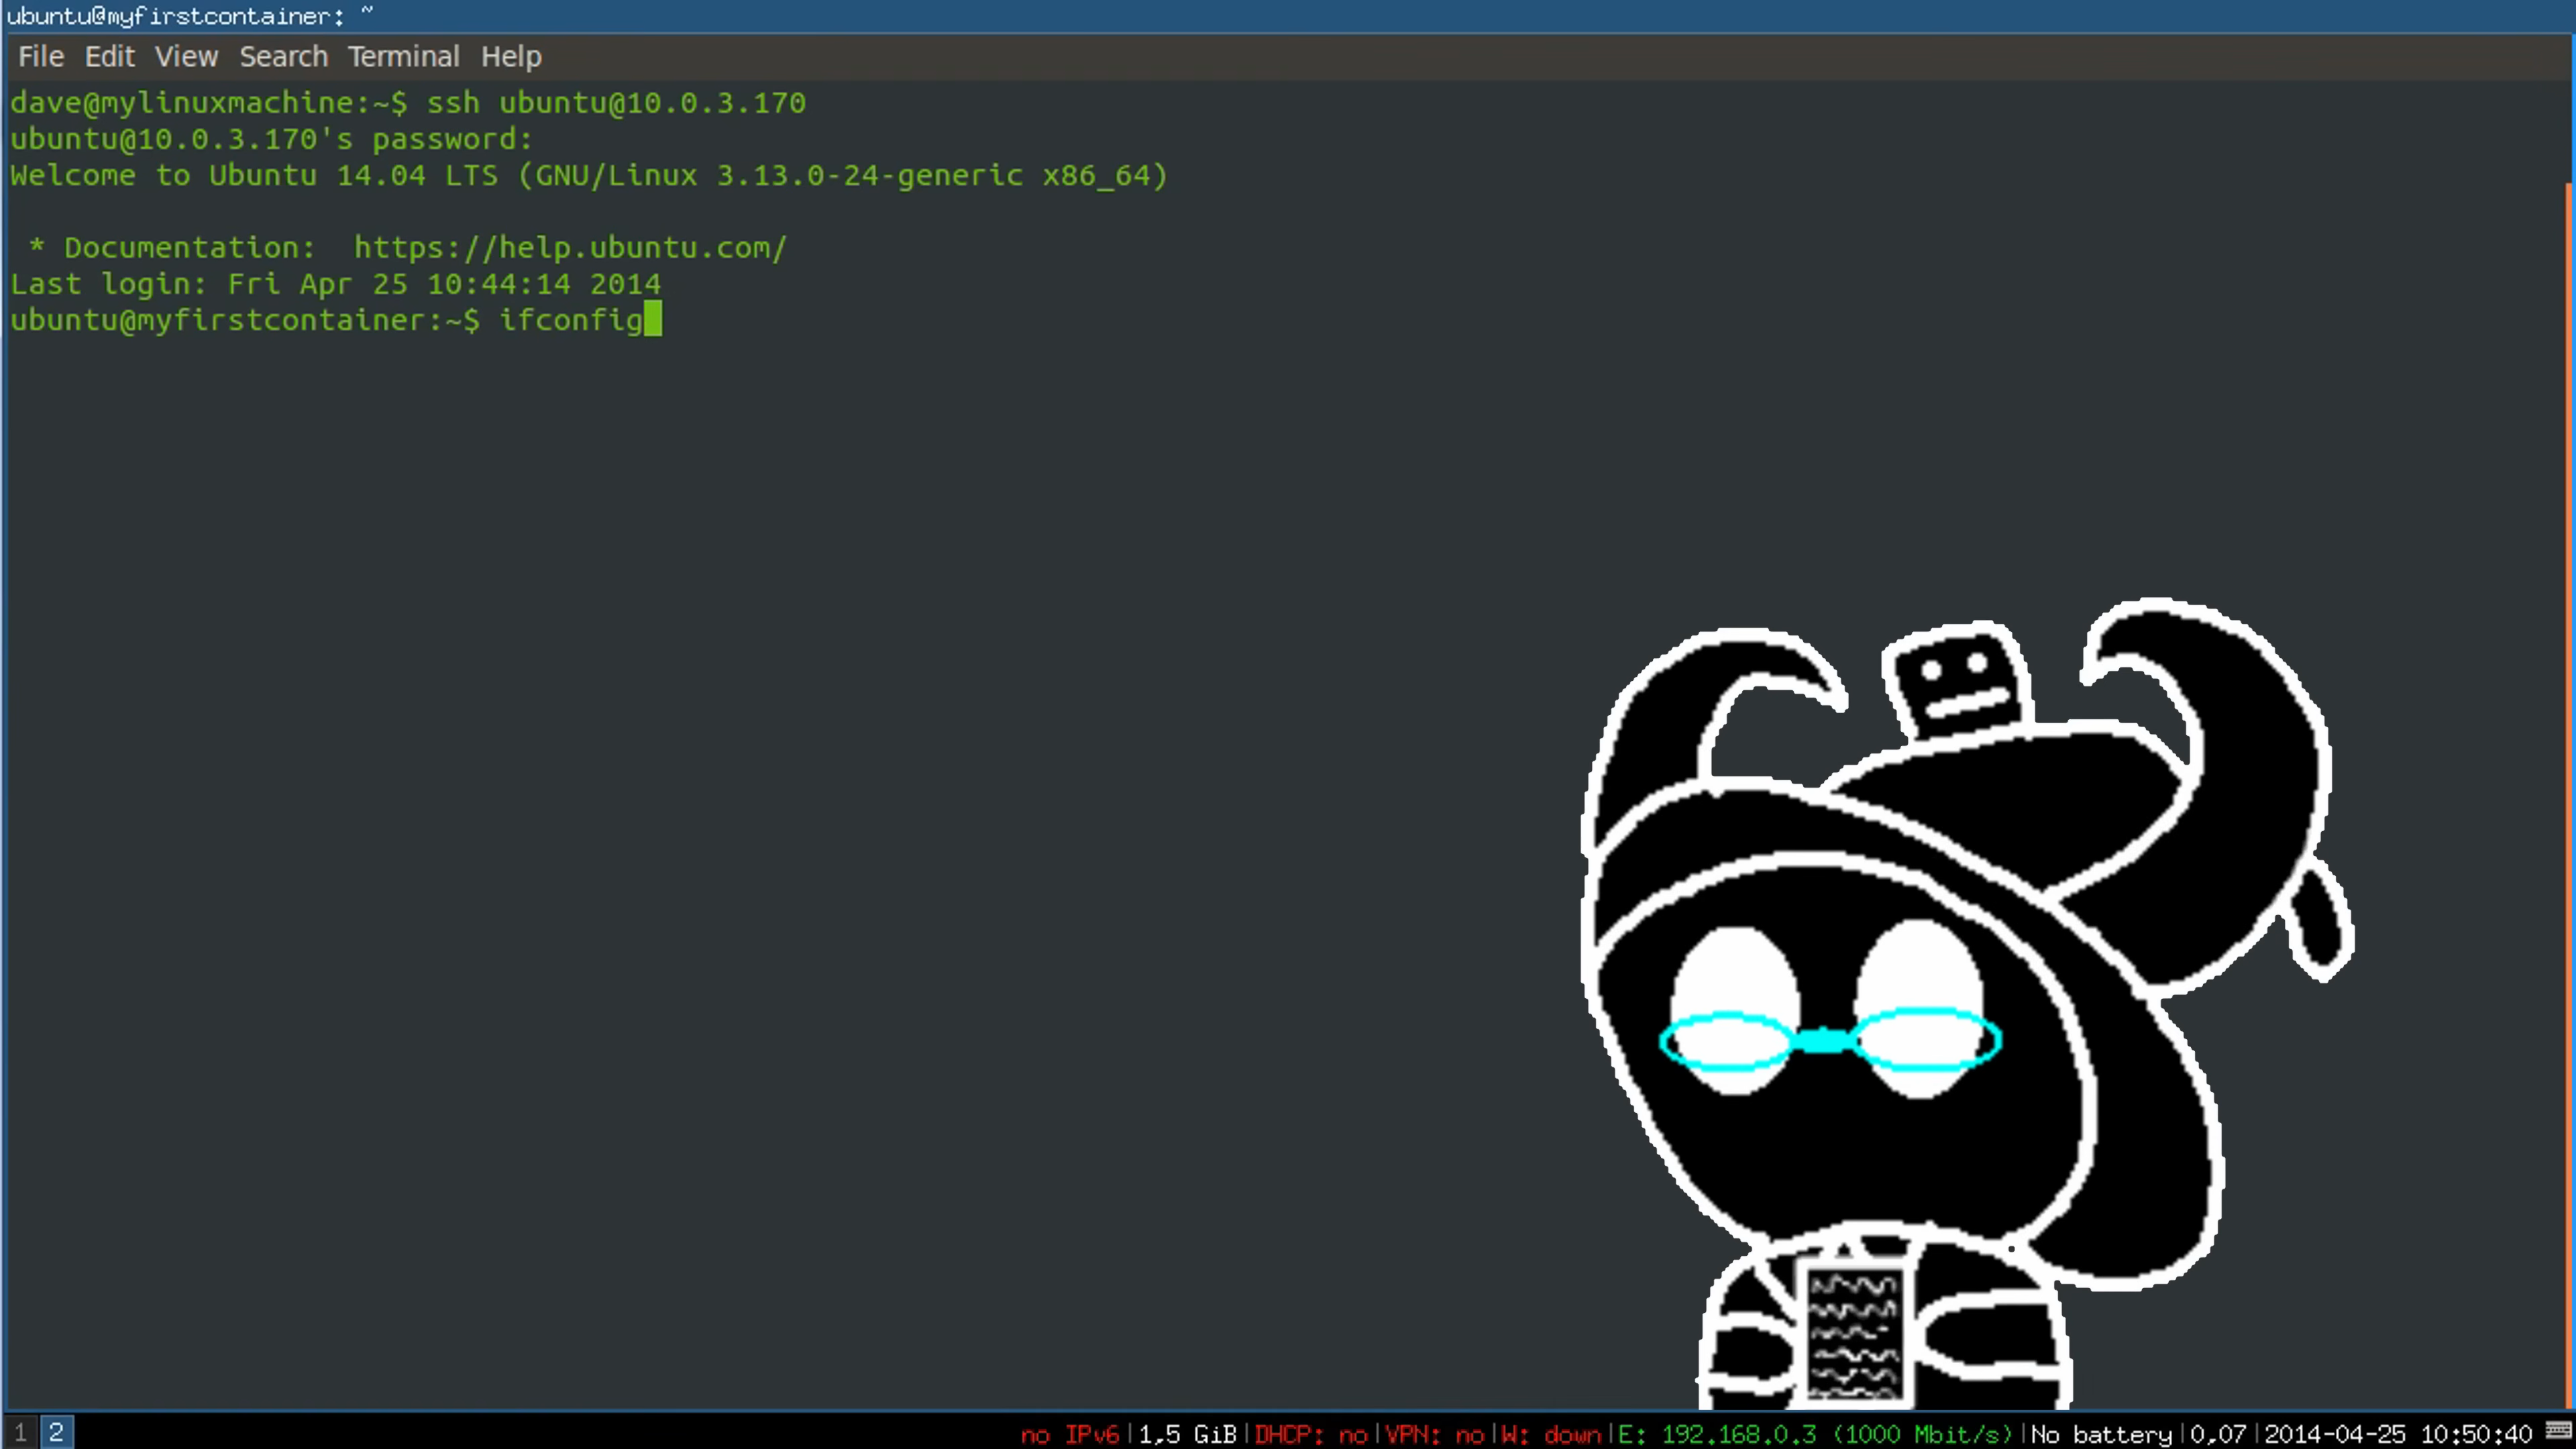 ubuntu@myfirstcontainer: ~
File Edit View Search Terminal Help
dave@mylinuxmachine:~$ ssh ubuntu@10.0.3.170
ubuntu@10.0.3.170's password:
Welcome to Ubuntu 14.04 LTS (GNU/Linux 3.13.0-24-generic x86_64)
* Documentation:  https://help.ubuntu.com/
Last login: Fri Apr 25 10:44:14 2014
ubuntu@myfirstcontainer:~$ ifconfig
1 2 no IPv6|1,5 GiB|DHCP: no|VPN: no|W: down|E: 192.168.0.3 (1000 Mbit/s)|No battery|0,07|2014-04-25 10:50:40